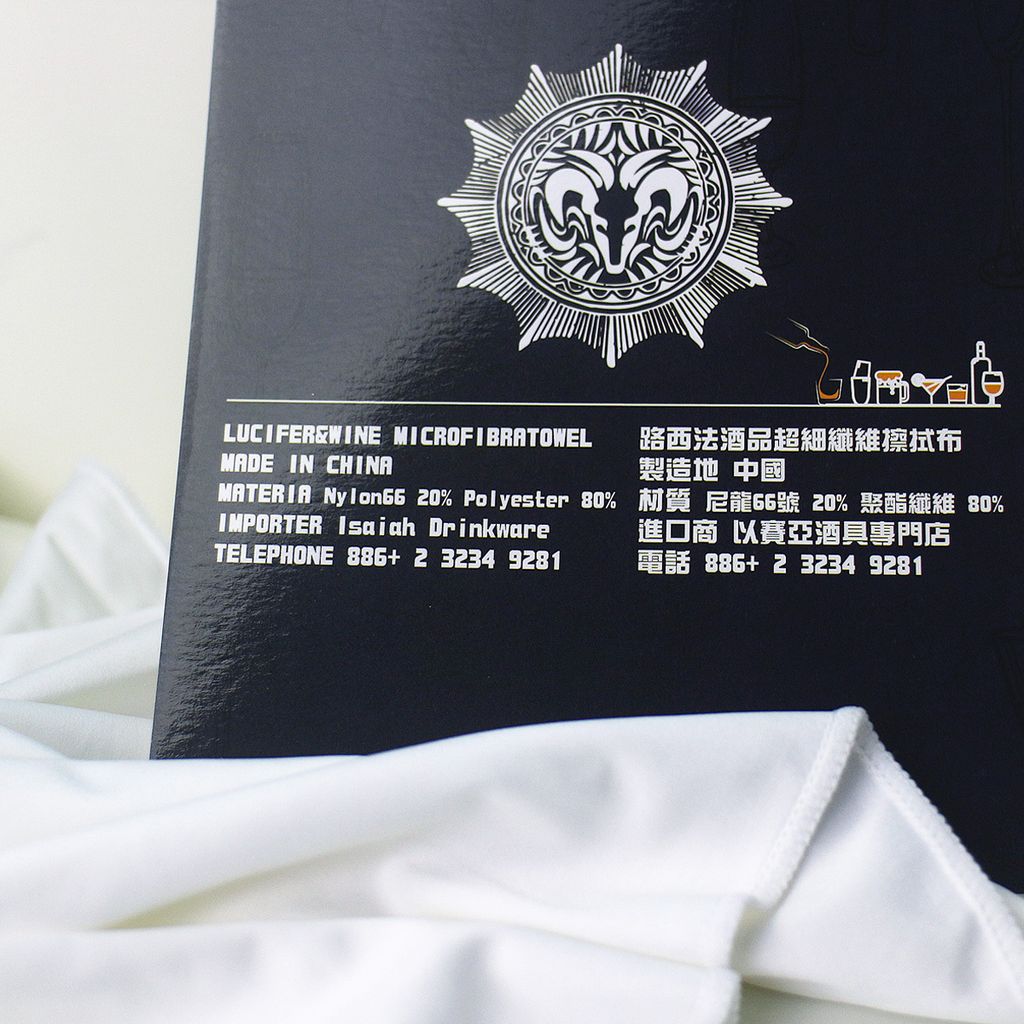 LUCIFER&WINE MICROFIBRATOWEL
MADE IN CHINA
MATERIA Nylon66 20% Polyester 80%
IMPORTER Isaiah Drinkware
TELEPHONE 886+ 2 3234 9281
路西法酒品超細纖維擦拭布
製造地 中國
材質 尼龍66號 20% 聚酯纖維 80%
進口商 以賽亞酒具專門店
電話 886+ 2 3234 9281